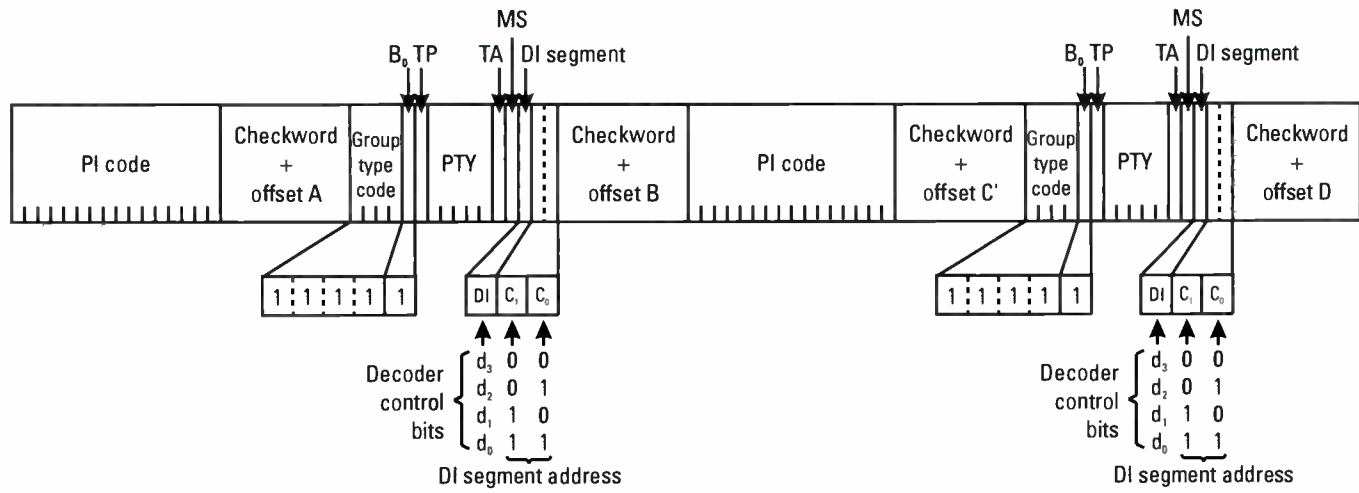 MS MS
B₀ TP TA DI segment B₀ TP TA DI segment
PI code Checkword + offset A Group type code PTY Checkword + offset B PI code Checkword + offset C' Group type code PTY Checkword + offset D
1 1 1 1 1 DI C₁ C₀ 1 1 1 1 1 DI C₁ C₀
Decoder control bits Decoder control bits
d₃ 0 0 d₃ 0 0
d₂ 0 1 d₂ 0 1
d₁ 1 0 d₁ 1 0
d₀ 1 1 d₀ 1 1
DI segment address DI segment address